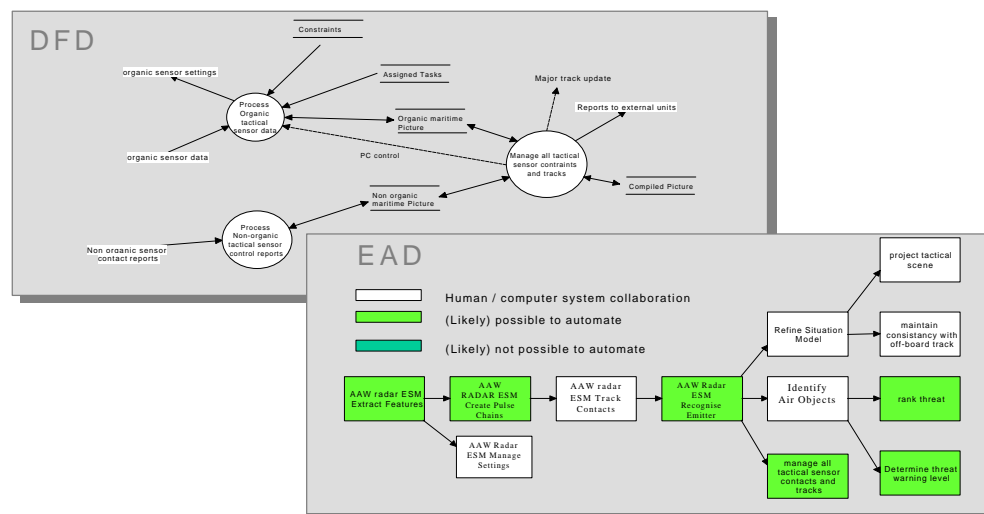 DFD
Constraints
organic sensor settings
Assigned Tasks
Major track update
Process
Organic
tactical
sensor data
Organic maritime
Picture
Reports to external units
organic sensor data
PC control
Manage all tactical
sensor contraints
and tracks
Compiled Picture
Non organic
maritime Picture
Process
Non-organic
tactical sensor
control reports
Non organic sensor
contact reports
EAD
project tactical
scene
Human / computer system collaboration
(Likely) possible to automate
(Likely) not possible to automate
Refine Situation
Model
maintain
consistancy with
off-board track
AAW radar ESM
Extract Features
AAW
RADAR ESM
Create Pulse
Chains
AAW radar
ESM Track
Contacts
AAW Radar
ESM
Recognise
Emitter
Identify
Air Objects
rank threat
AAW Radar
ESM Manage
Settings
manage all
tactical sensor
contacts and
tracks
Determine threat
warning level